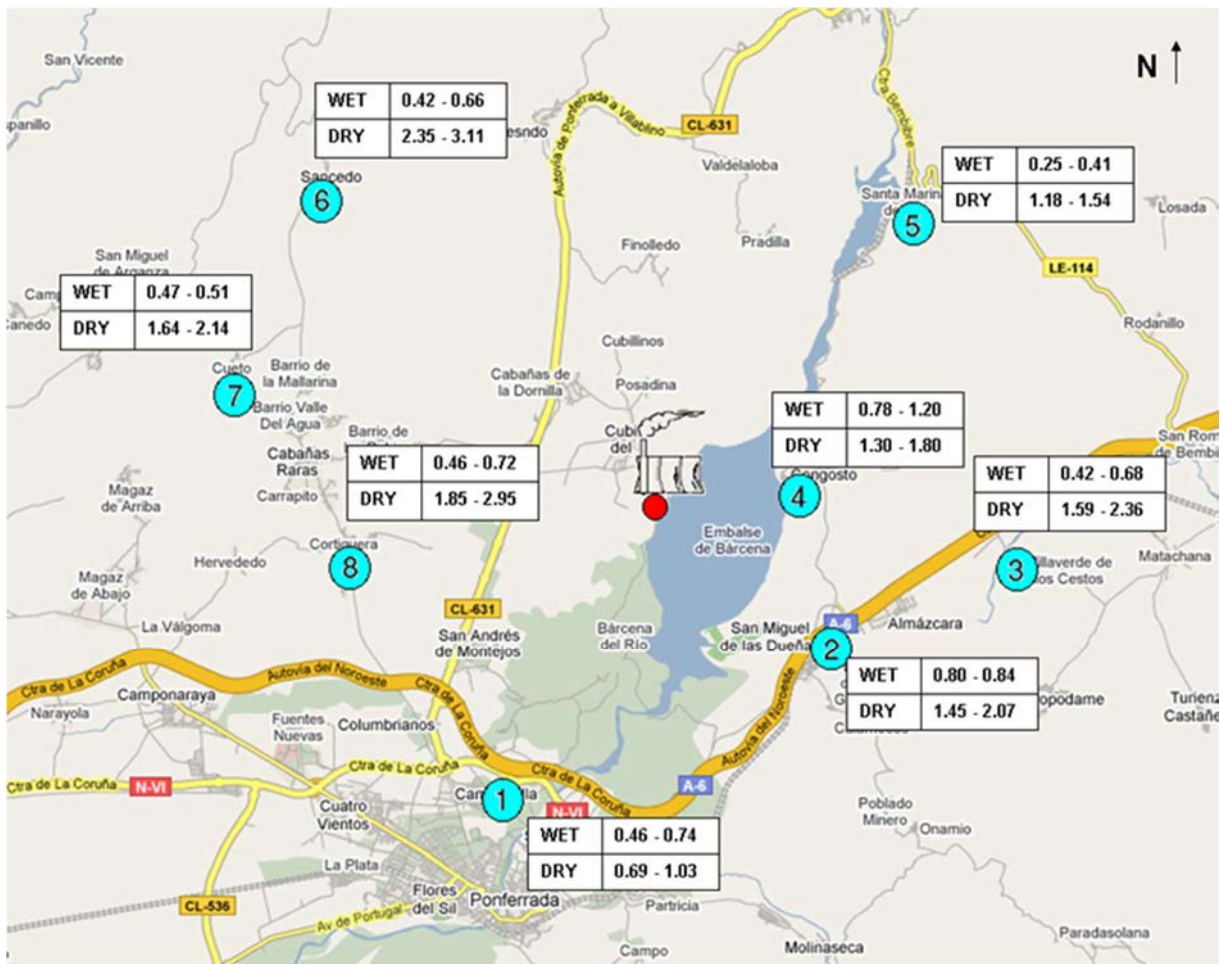 San Vicente
N
WET 0.42 - 0.66
DRY 2.35 - 3.11
Autovía de Ponferrada a Villablino
CL-631
Ctra. Bembibre
Valdelaloba
WET 0.25 - 0.41
DRY 1.18 - 1.54
Sancedo
6
Santa Marina
5
Losada
Finolledo
Pradilla
San Miguel
de Arganza
LE-114
WET 0.47 - 0.51
DRY 1.64 - 2.14
Canedo
Rodanillo
Cubillinos
Cueto
7
Barrio de
la Mallarina
Cabañas de
la Dornilla
Posadina
Barrio Valle
Del Agua
WET 0.78 - 1.20
DRY 1.30 - 1.80
Barrio de
Cabañas
Raras
WET 0.46 - 0.72
DRY 1.85 - 2.95
del
Congosto
4
WET 0.42 - 0.68
DRY 1.59 - 2.36
Carrapito
Magaz
de Arriba
Embalse
de Bárcena
Cortiguera
8
Hervededo
3
Villaverde de
los Cestos
Matachana
Magaz
de Abajo
CL-631
La Válgoma
San Andrés
de Montejos
Bárcena
del Río
San Miguel
de las Dueñas
A-6
Almázcara
2
Ctra de La Coruña
Autovía del Noroeste
Ctra de La Coruña
Camponaraya
WET 0.80 - 0.84
DRY 1.45 - 2.07
Narayola
Fuentes
Nuevas
Columbrianos
Autovía del Noroeste
Ctra de La Coruña
N-VI
Ctra de La Coruña
Ctra de La Coruña
A-6
1
N-VI
Cuatro
Vientos
Poblado
Minero
Onamio
WET 0.46 - 0.74
DRY 0.69 - 1.03
La Plata
Flores
del Sil
Ponferrada
CL-536
Av de Portugal
Partricia
Campo
Molinaseca
Paradasolana